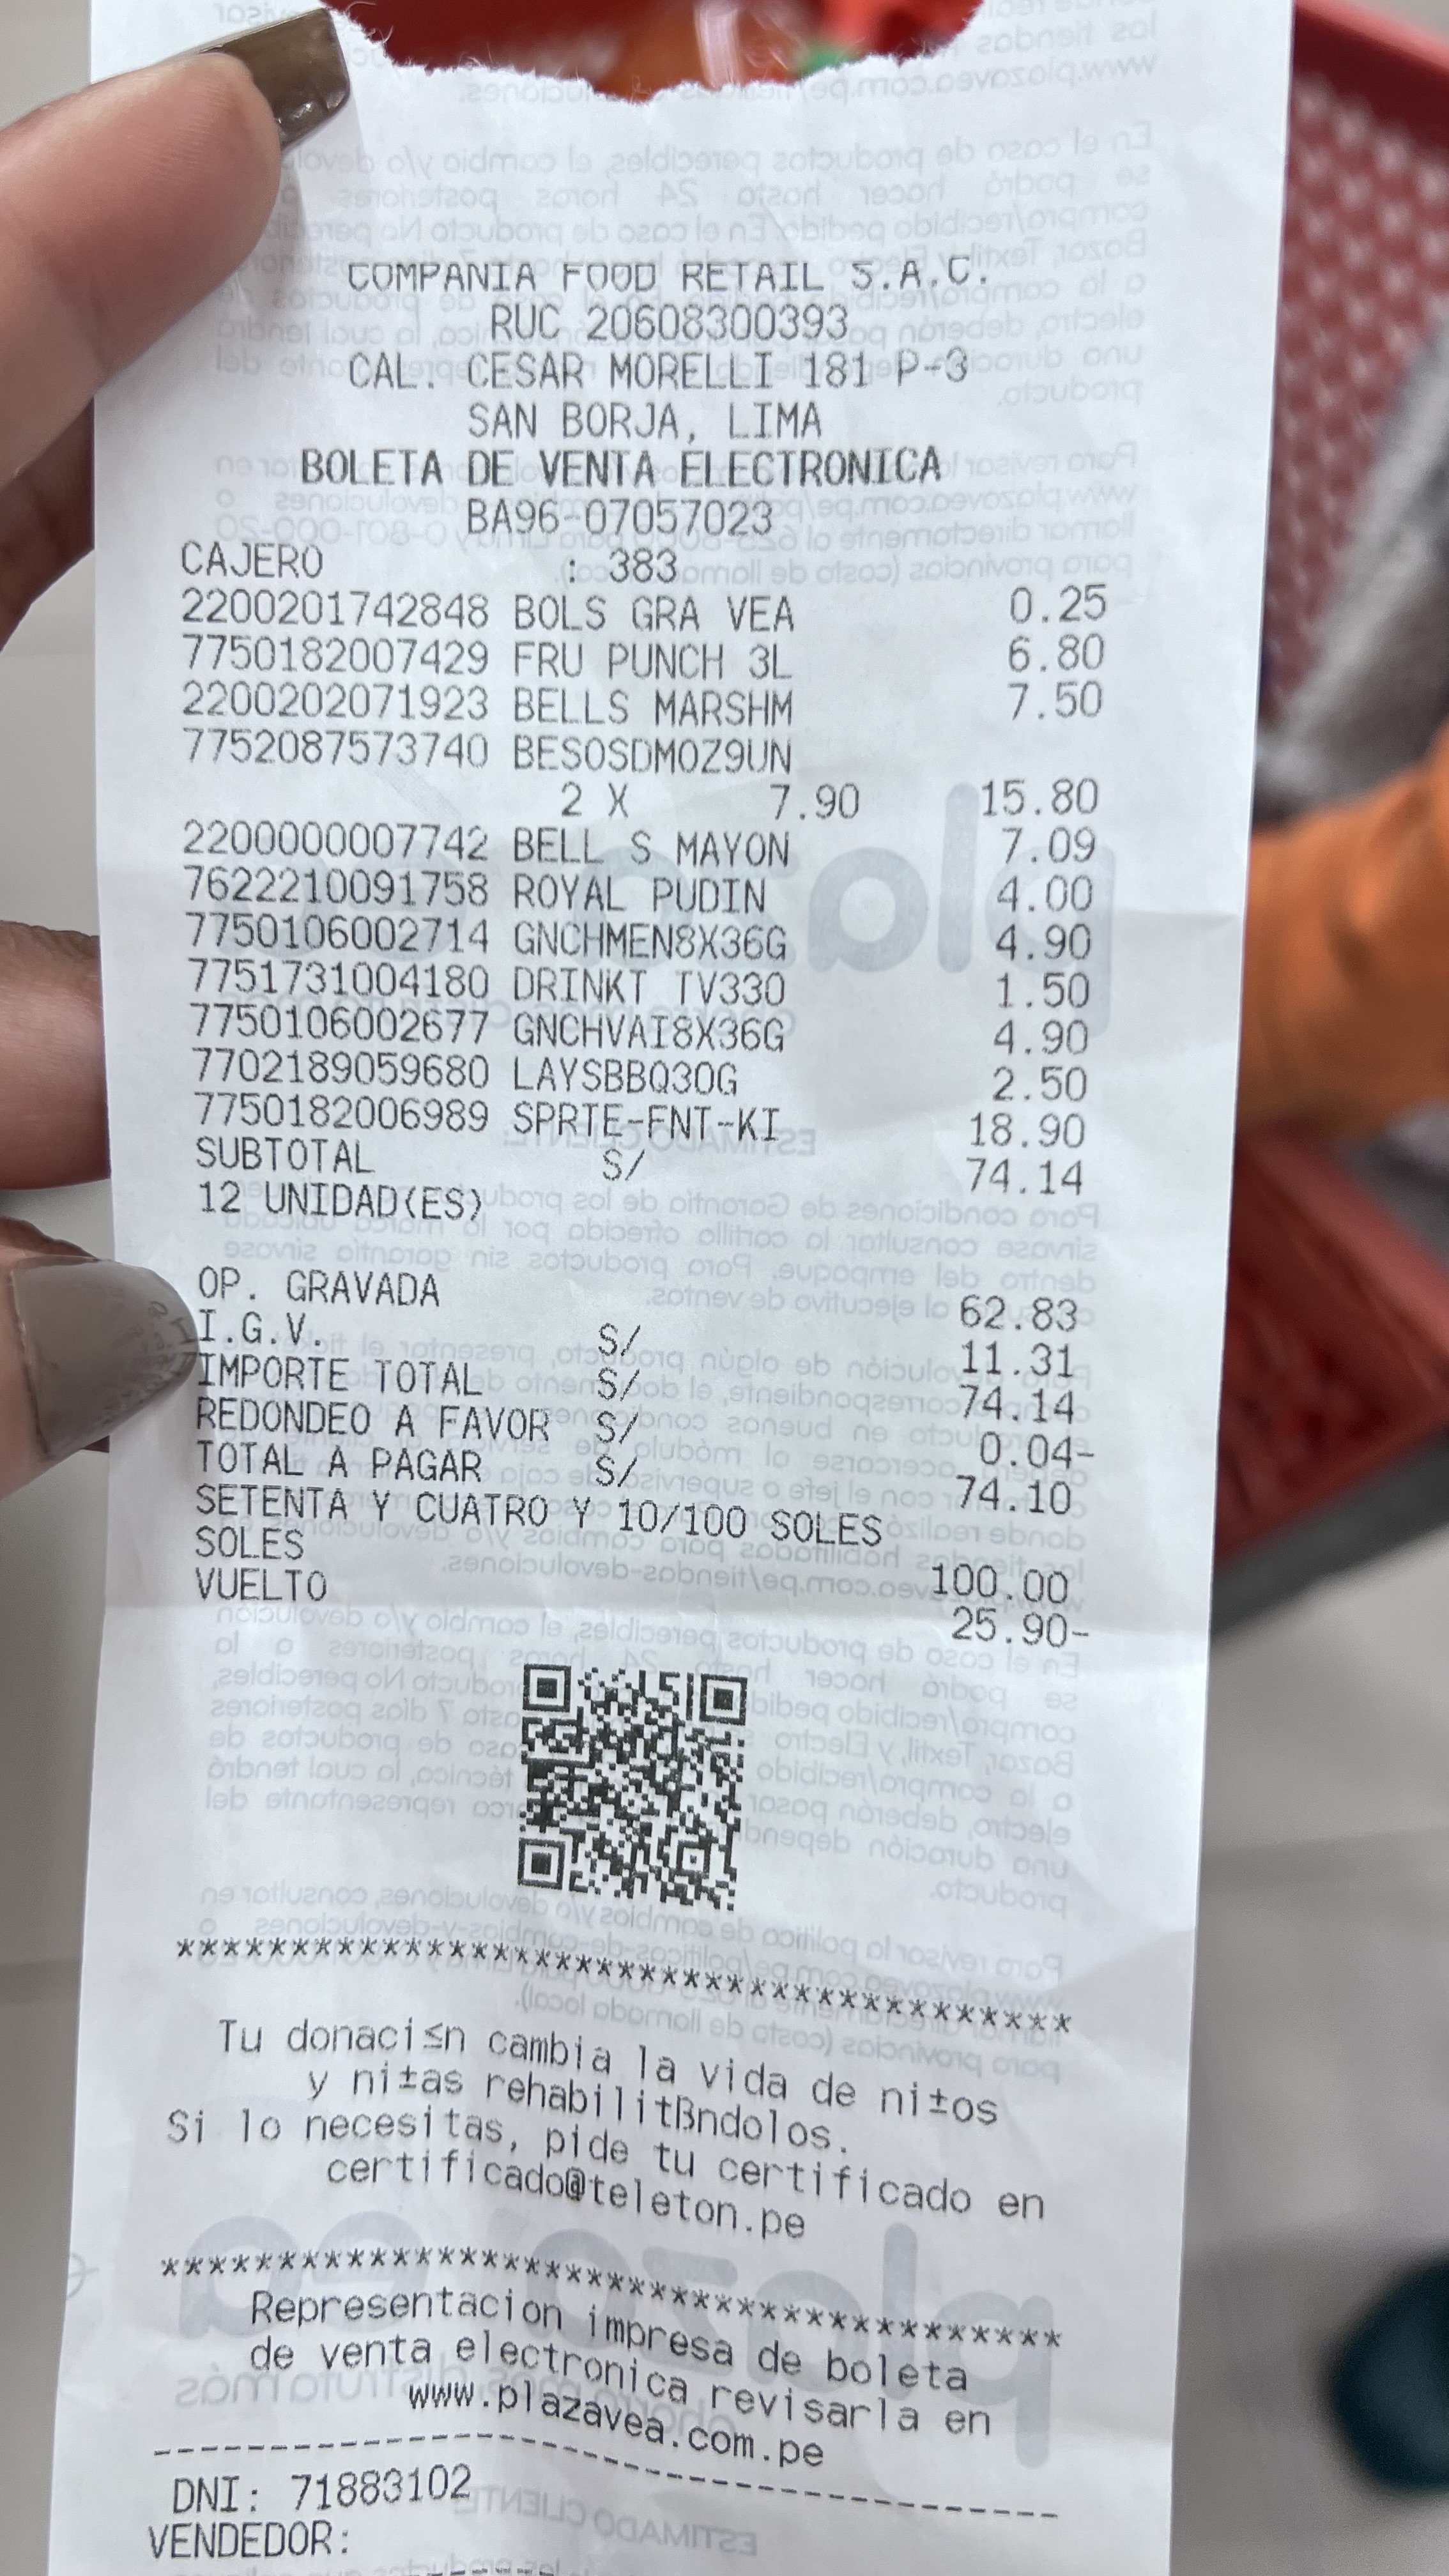 COMPANIA FOOD RETAIL S.A.C.
RUC 20608300393
CAL. CESAR MORELLI 181 P-3
SAN BORJA, LIMA
BOLETA DE VENTA ELECTRONICA
BA96-07057023
CAJERO : 383
2200201742848 BOLS GRA VEA 0.25
7750182007429 FRU PUNCH 3L 6.80
2200202071923 BELLS MARSHM 7.50
7752087573740 BESOSDMOZ9UN
2 X 7.90 15.80
2200000007742 BELL S MAYON 7.09
7622210091758 ROYAL PUDIN 4.00
7750106002714 GNCHMEN8X36G 4.90
7751731004180 DRINKT TV330 1.50
7750106002677 GNCHVAI8X36G 4.90
7702189059680 LAYSBBQ30G 2.50
7750182006989 SPRTE-FNT-KI 18.90
SUBTOTAL S/ 74.14
12 UNIDAD(ES)
OP. GRAVADA 62.83
I.G.V. S/ 11.31
IMPORTE TOTAL S/ 74.14
REDONDEO A FAVOR S/ 0.04-
TOTAL A PAGAR S/ 74.10
SETENTA Y CUATRO Y 10/100 SOLES
SOLES 100.00
VUELTO 25.90-
***************************************
Tu donaci≤n cambia la vida de ni±os
y ni±as rehabilitßndolos.
Si lo necesitas, pide tu certificado en
certificado@teleton.pe
***************************************
Representacion impresa de boleta
de venta electronica revisarla en
www.plazavea.com.pe
---------------------------------------
DNI: 71883102
VENDEDOR: